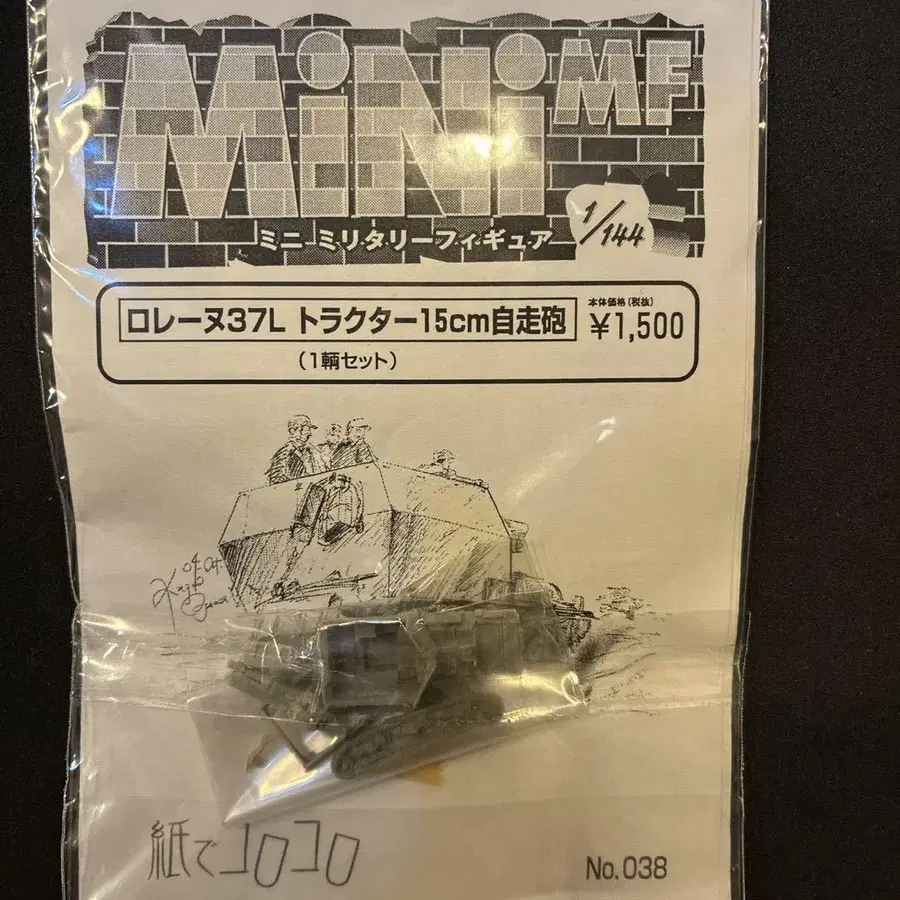 MiNi MF
ミニ ミリタリーフィギュア
1/144
ロレーヌ37L トラクター15cm自走砲
本体価格(税抜)
¥1,500
(1輌セット)
紙でコロコロ
No.038